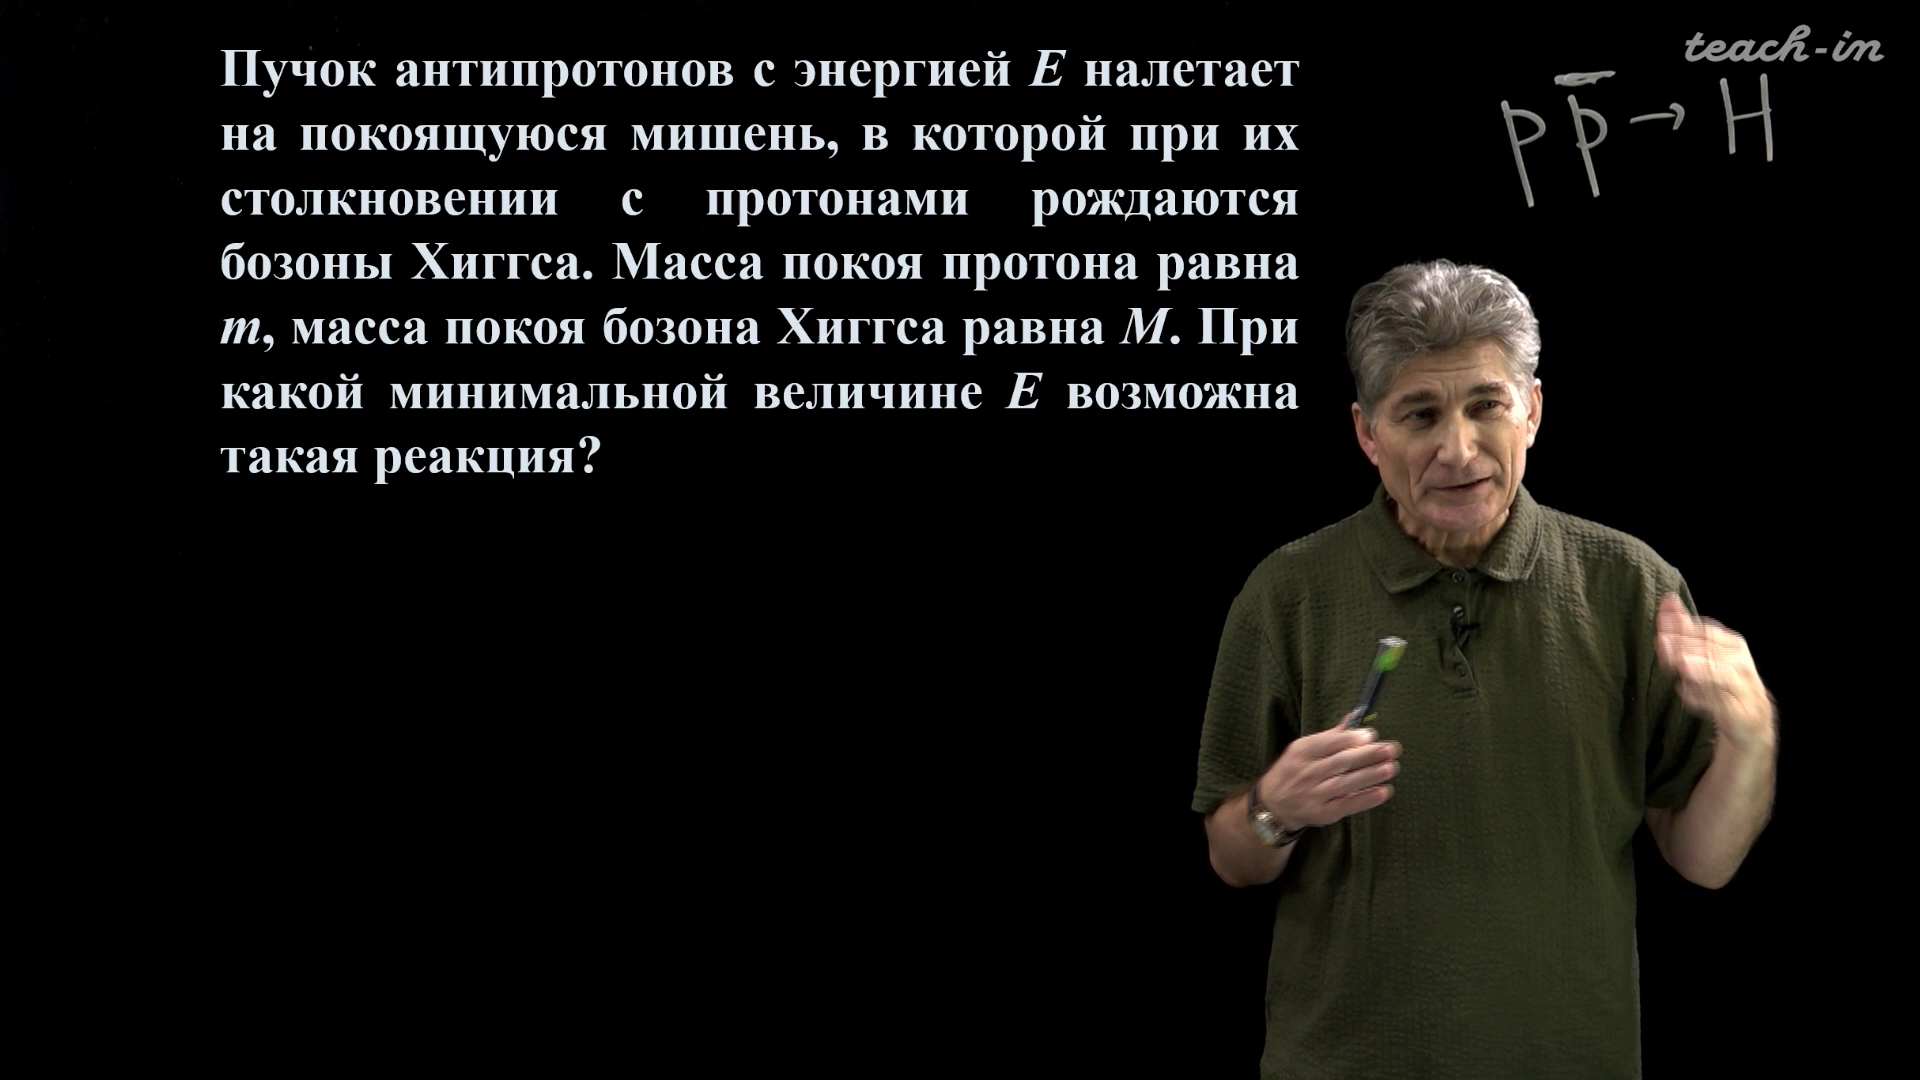 Пучок антипротонов с энергией E налетает
на покоящуюся мишень, в которой при их
столкновении с протонами рождаются
бозоны Хиггса. Масса покоя протона равна
m, масса покоя бозона Хиггса равна M. При
какой минимальной величине E возможна
такая реакция?
teach-in
p p̄ → H